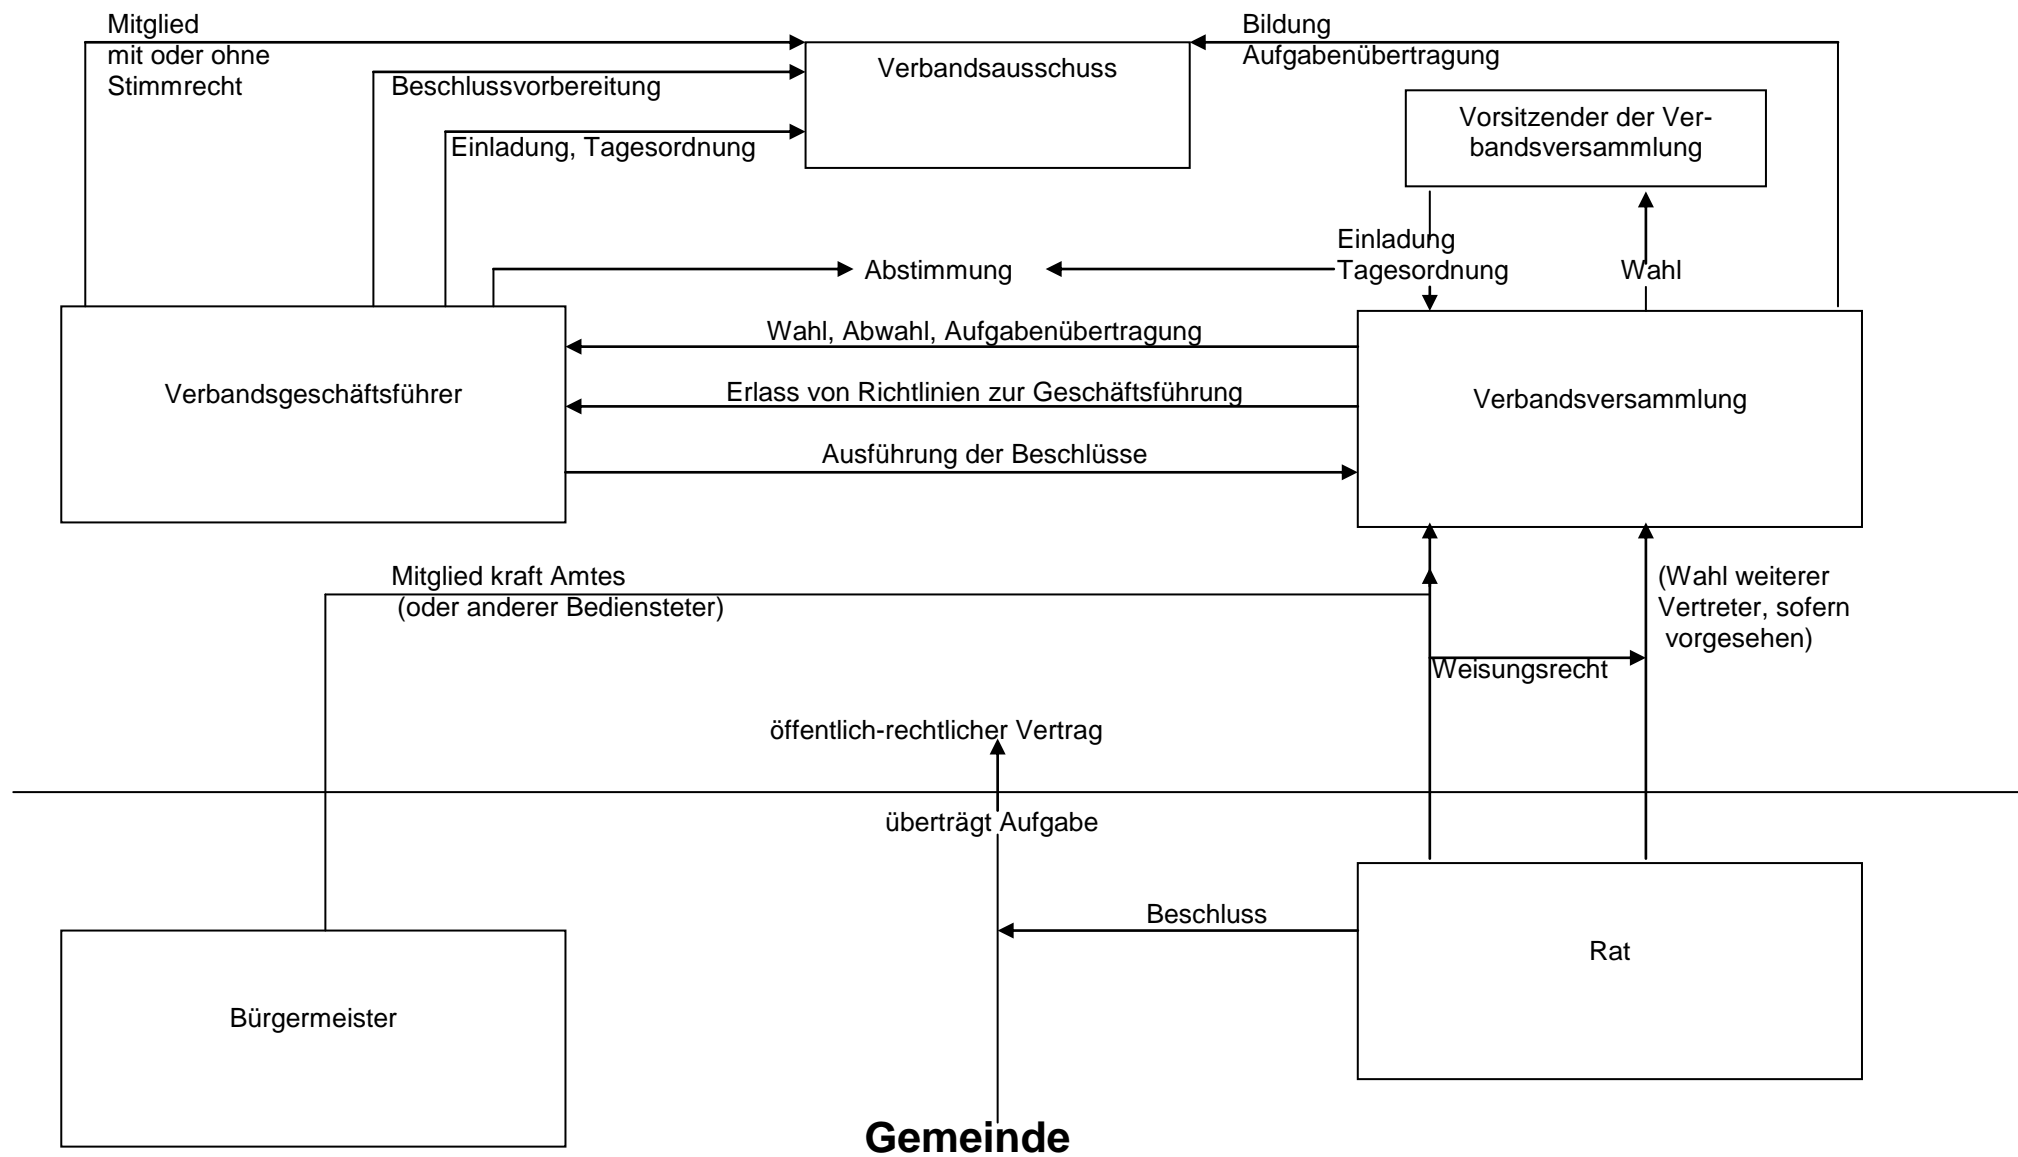 Mitglied
mit oder ohne
Stimmrecht
Beschlussvorbereitung
Einladung, Tagesordnung
Verbandsausschuss
Bildung
Aufgabenübertragung
Vorsitzender der Ver-
bandsversammlung
Abstimmung
Einladung
Tagesordnung
Wahl
Wahl, Abwahl, Aufgabenübertragung
Verbandsgeschäftsführer
Erlass von Richtlinien zur Geschäftsführung
Verbandsversammlung
Ausführung der Beschlüsse
Mitglied kraft Amtes
(oder anderer Bediensteter)
(Wahl weiterer
Vertreter, sofern
vorgesehen)
Weisungsrecht
öffentlich-rechtlicher Vertrag
überträgt Aufgabe
Beschluss
Rat
Bürgermeister
Gemeinde